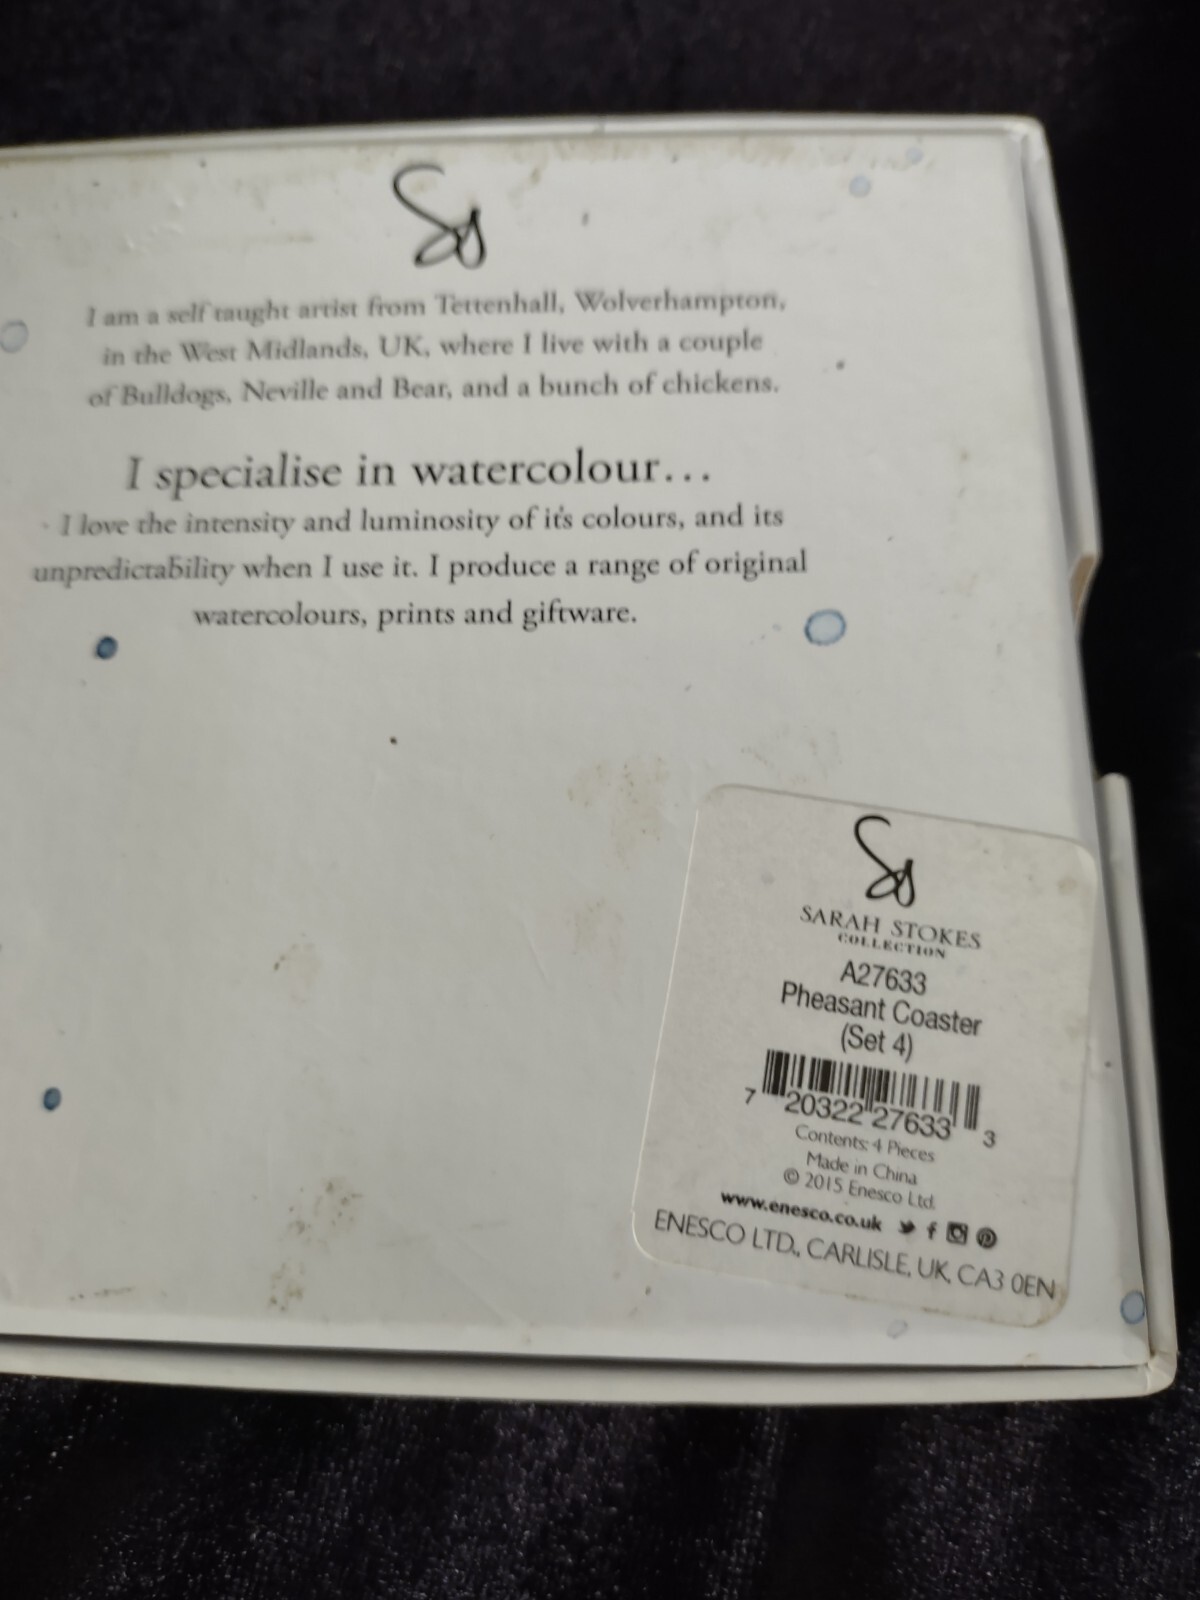 Ss
I am a self taught artist from Tettenhall, Wolverhampton,
in the West Midlands, UK, where I live with a couple
of Bulldogs, Neville and Bear, and a bunch of chickens.
I specialise in watercolour...
I love the intensity and luminosity of it's colours, and its
unpredictability when I use it. I produce a range of original
watercolours, prints and giftware.
Ss
SARAH STOKES
COLLECTION
A27633
Pheasant Coaster
(Set 4)
7 20322 27633 3
Contents: 4 Pieces
Made in China
© 2015 Enesco Ltd.
www.enesco.co.uk
ENESCO LTD., CARLISLE, UK, CA3 0EN